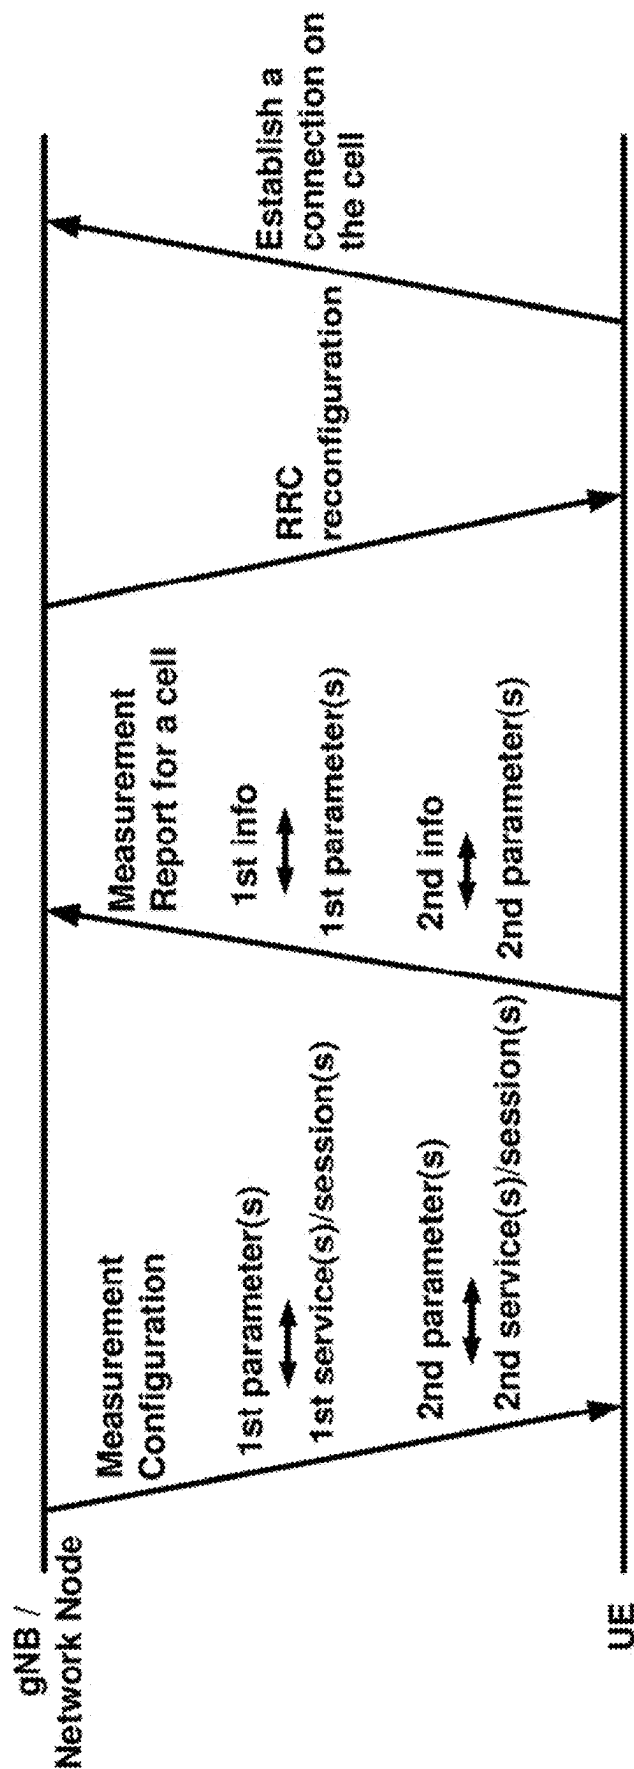 gNB /
Network Node
UE
Measurement
Configuration
1st parameter(s)
1st service(s)/session(s)
2nd parameter(s)
2nd service(s)/session(s)
Measurement
Report for a cell
1st info
1st parameter(s)
2nd info
2nd parameter(s)
RRC
reconfiguration
Establish a
connection on
the cell